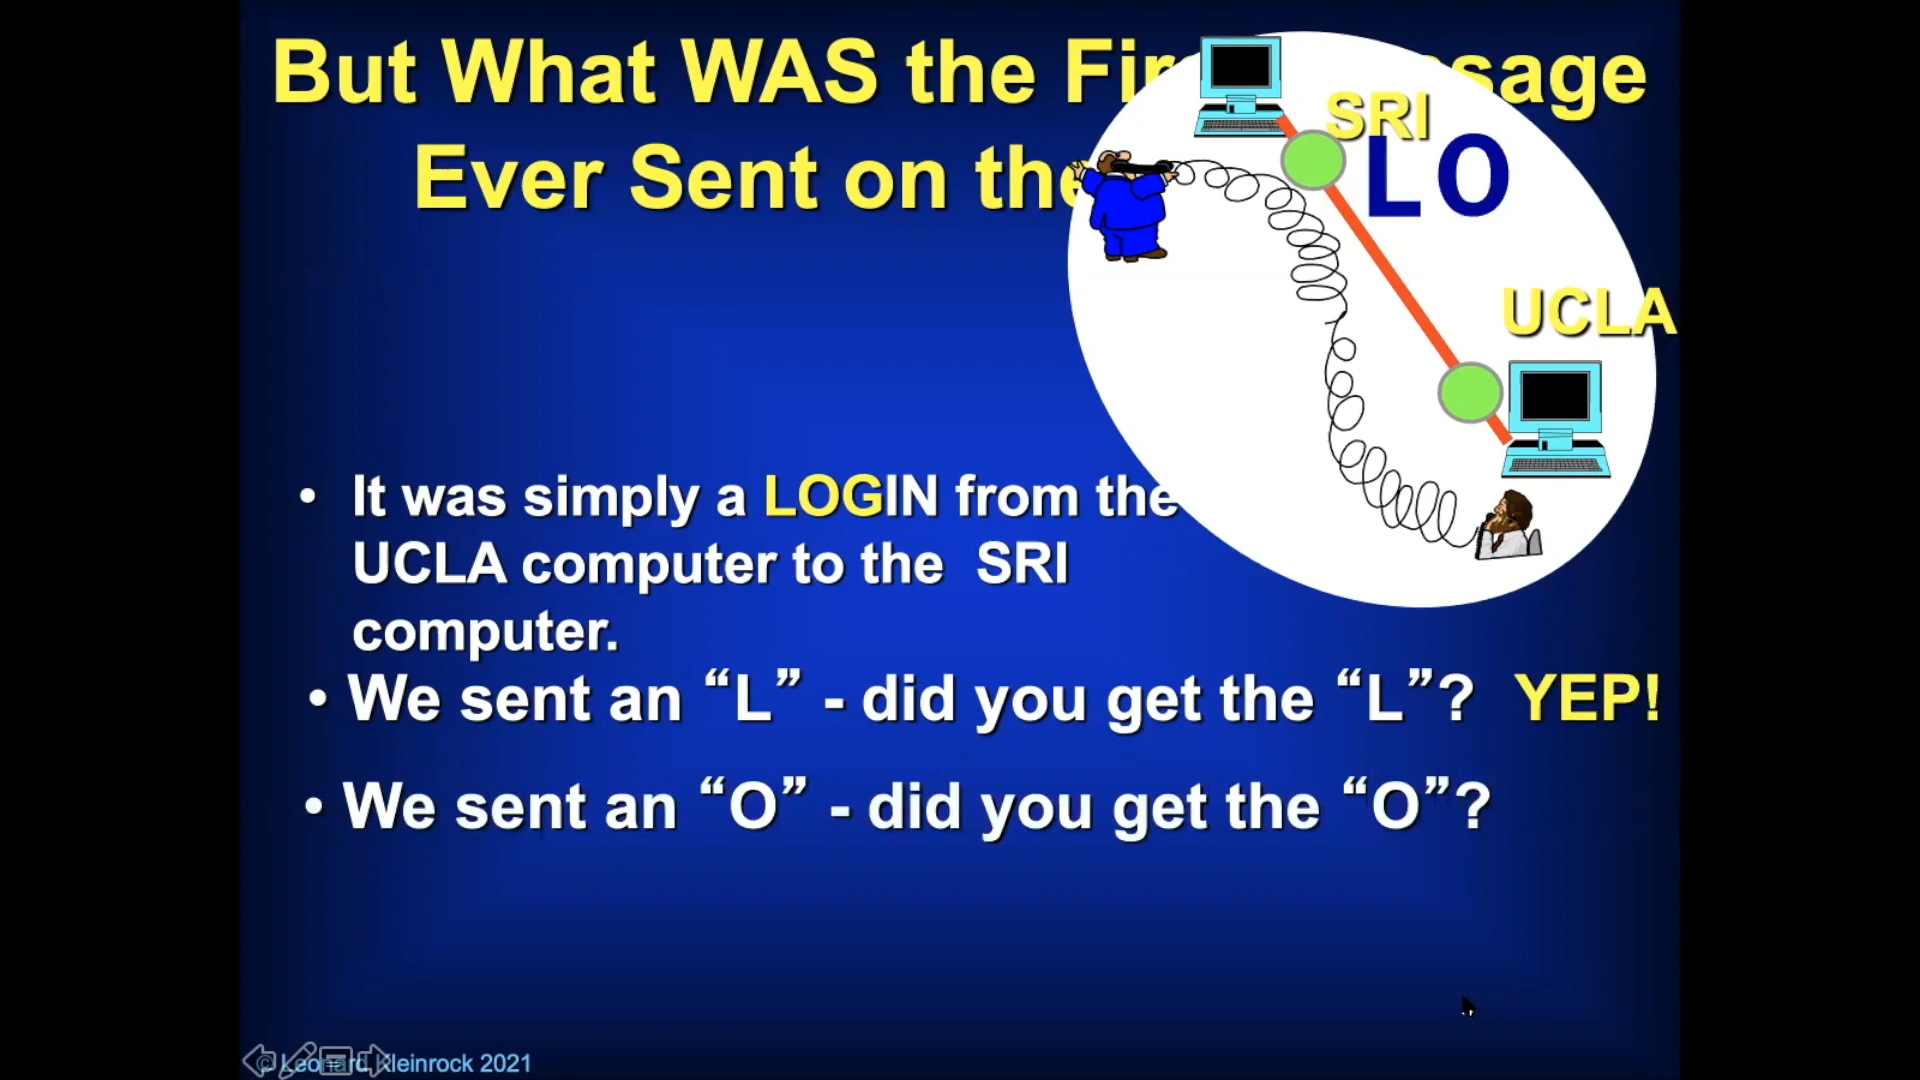 But What WAS the Fir sage
Ever Sent on the
SRI
LO
UCLA
• It was simply a LOGIN from the
UCLA computer to the SRI
computer.
• We sent an “L” - did you get the “L”? YEP!
• We sent an “O” - did you get the “O”?
© Leonard Kleinrock 2021